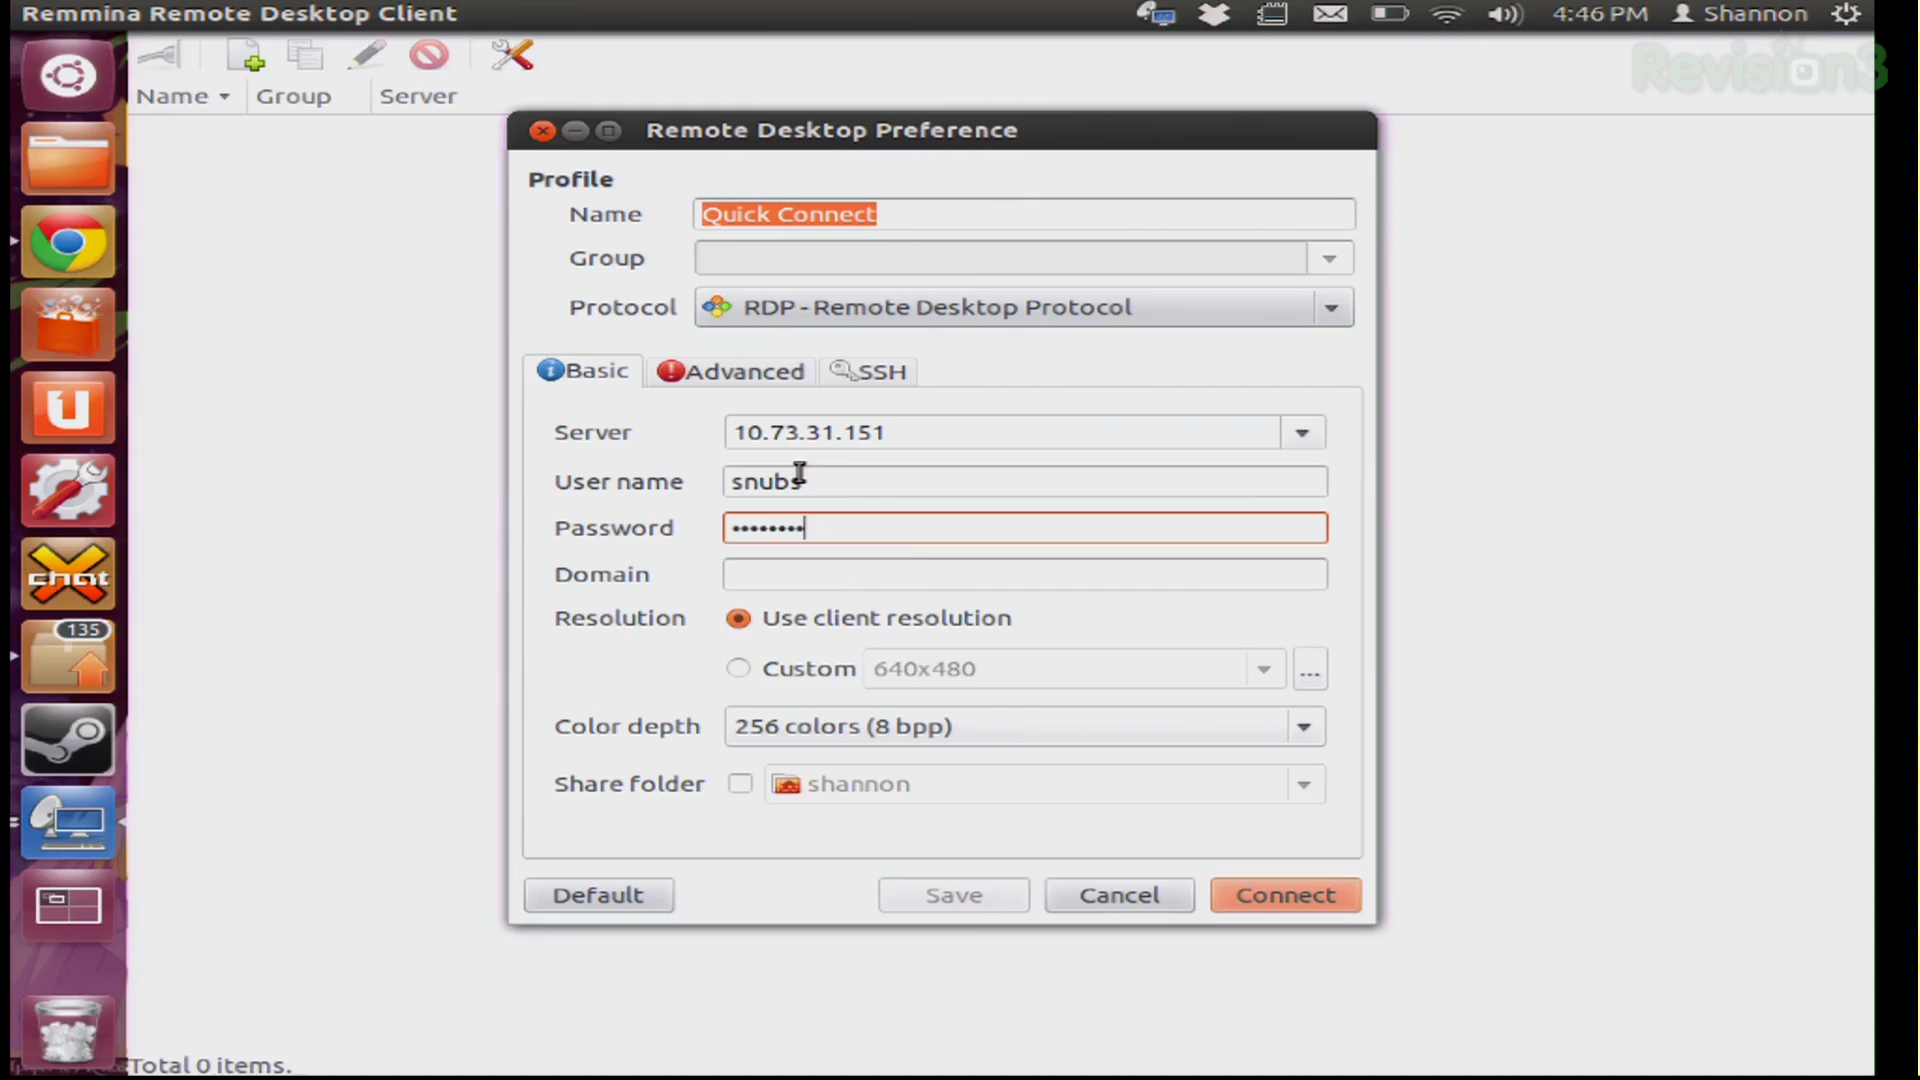 Remmina Remote Desktop Client
4:46 PM Shannon
Revision3
Name Group Server
Remote Desktop Preference
Profile
Name Quick Connect
Group
Protocol RDP - Remote Desktop Protocol
Basic Advanced SSH
Server 10.73.31.151
User name snubs
Password ••••••••
Domain
Resolution Use client resolution
Custom 640x480 ...
Color depth 256 colors (8 bpp)
Share folder shannon
Default Save Cancel Connect
U
X
chat
135
Total 0 items.